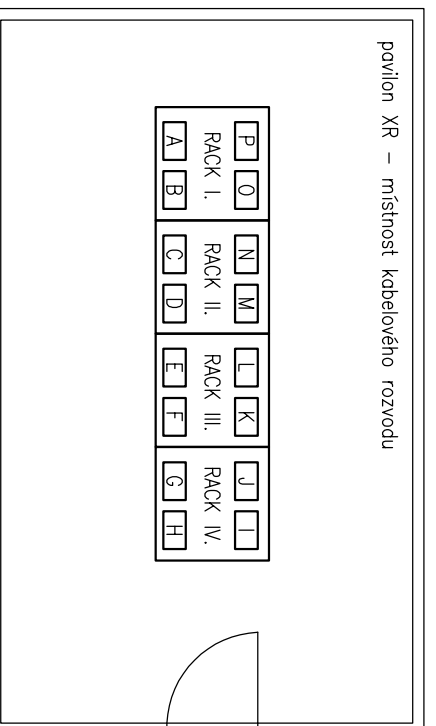 pavilon XR – místnost kabelového rozvodu
P O N M L K J I
RACK I. RACK II. RACK III. RACK IV.
A B C D E F G H